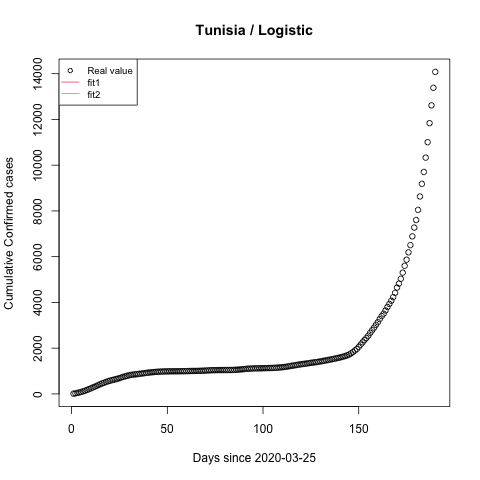 Tunisia / Logistic
Real value
fit1
fit2
Cumulative Confirmed cases
14000
12000
10000
8000
6000
4000
2000
0
0 50 100 150
Days since 2020-03-25